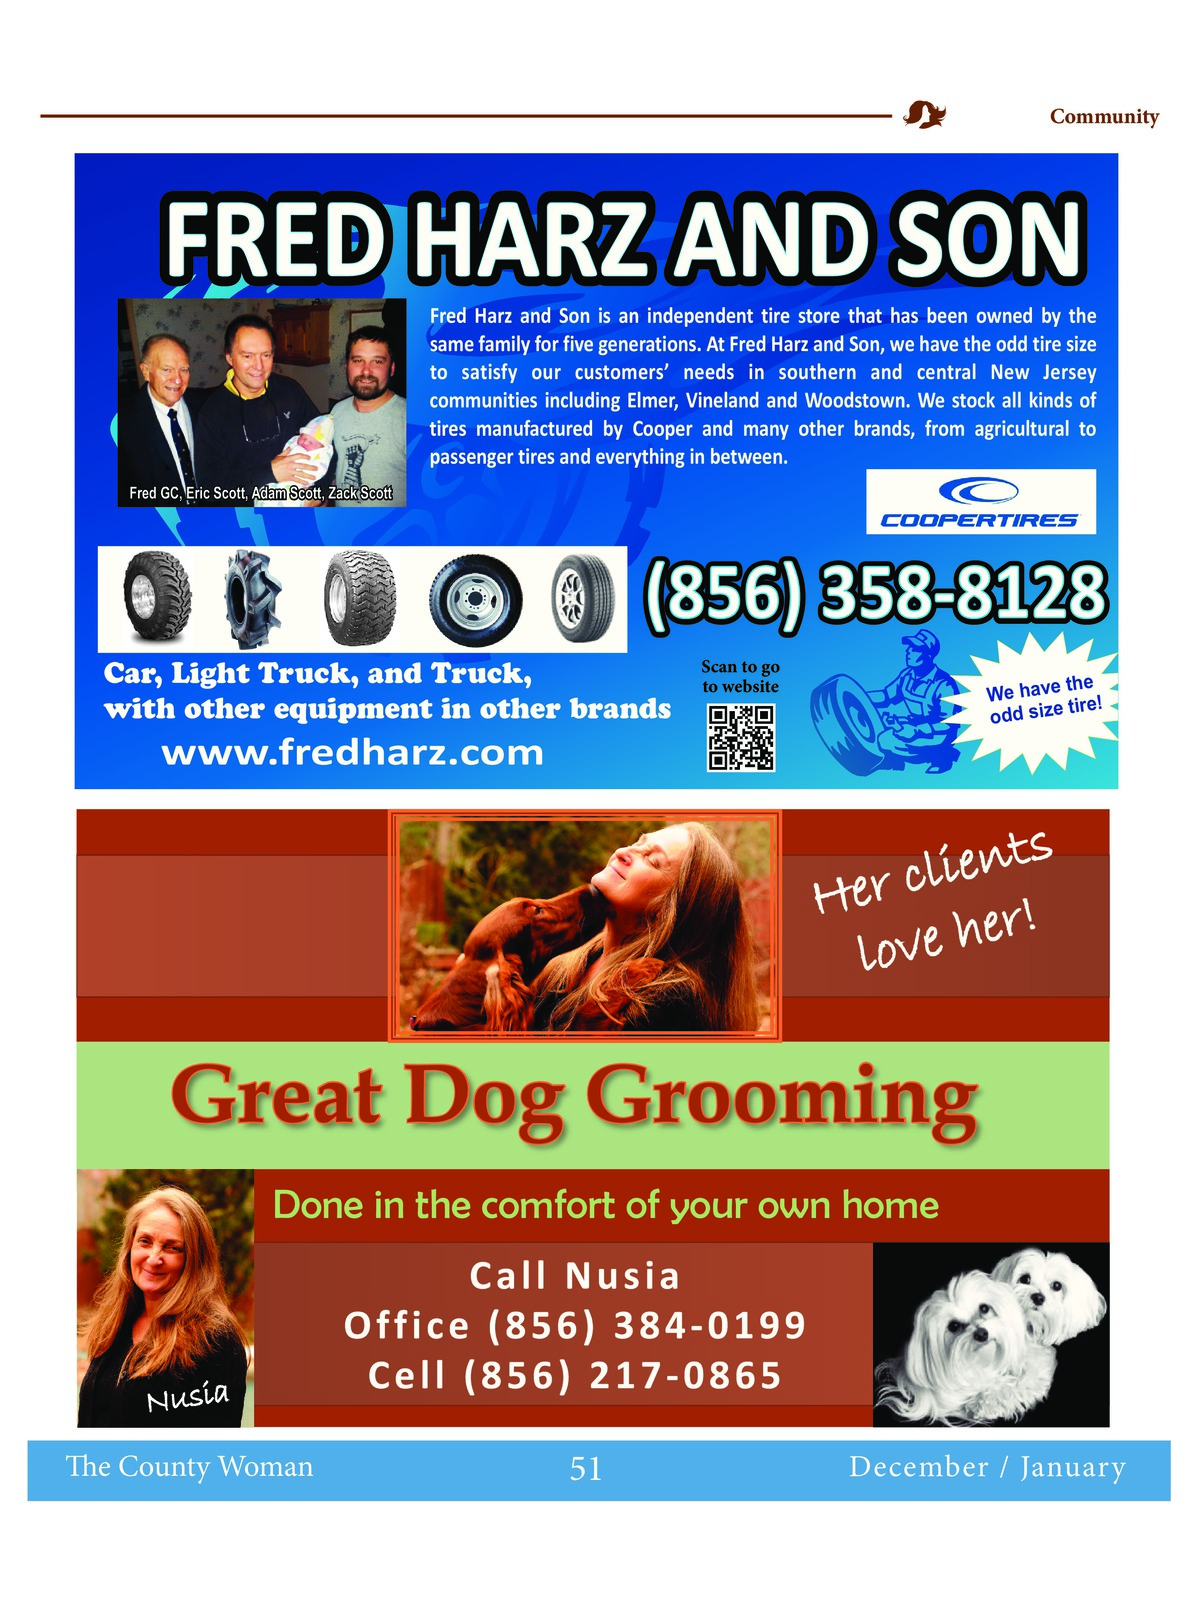 Community
FRED HARZ AND SON
Fred Harz and Son is an independent tire store that has been owned by the
same family for five generations. At Fred Harz and Son, we have the odd tire size
to satisfy our customers’ needs in southern and central New Jersey
communities including Elmer, Vineland and Woodstown. We stock all kinds of
tires manufactured by Cooper and many other brands, from agricultural to
passenger tires and everything in between.
Fred GC, Eric Scott, Adam Scott, Zack Scott
COOPERTIRES
(856) 358-8128
Car, Light Truck, and Truck,
with other equipment in other brands
www.fredharz.com
Scan to go
to website
We have the
odd size tire!
Her clients
love her!
Great Dog Grooming
Done in the comfort of your own home
Call Nusia
Office (856) 384-0199
Cell (856) 217-0865
Nusia
The County Woman
51
December / January